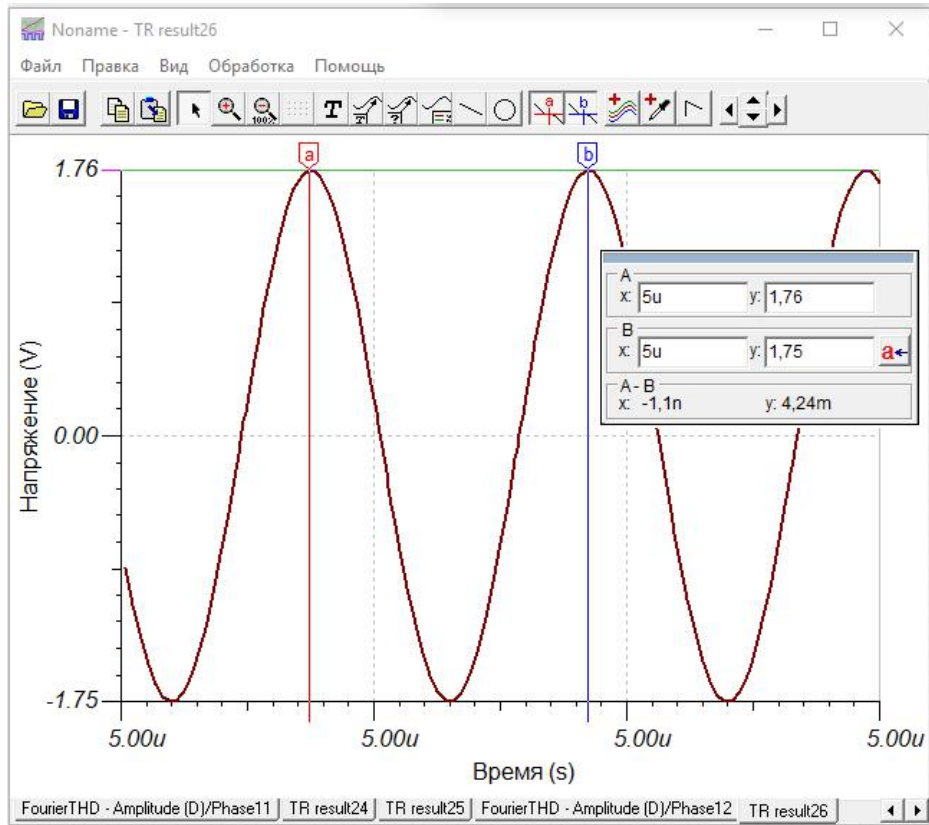 Noname - TR result26
Файл Правка Вид Обработка Помощь
T 100% T ? a b
a b
1.76
0.00
-1.75
Напряжение (V)
A
x: 5u y: 1,76
B
x: 5u y: 1,75 a
A - B
x: -1,1n y: 4,24m
5.00u 5.00u 5.00u 5.00u
Время (s)
FourierTHD - Amplitude (D)/Phase11 TR result24 TR result25 FourierTHD - Amplitude (D)/Phase12 TR result26